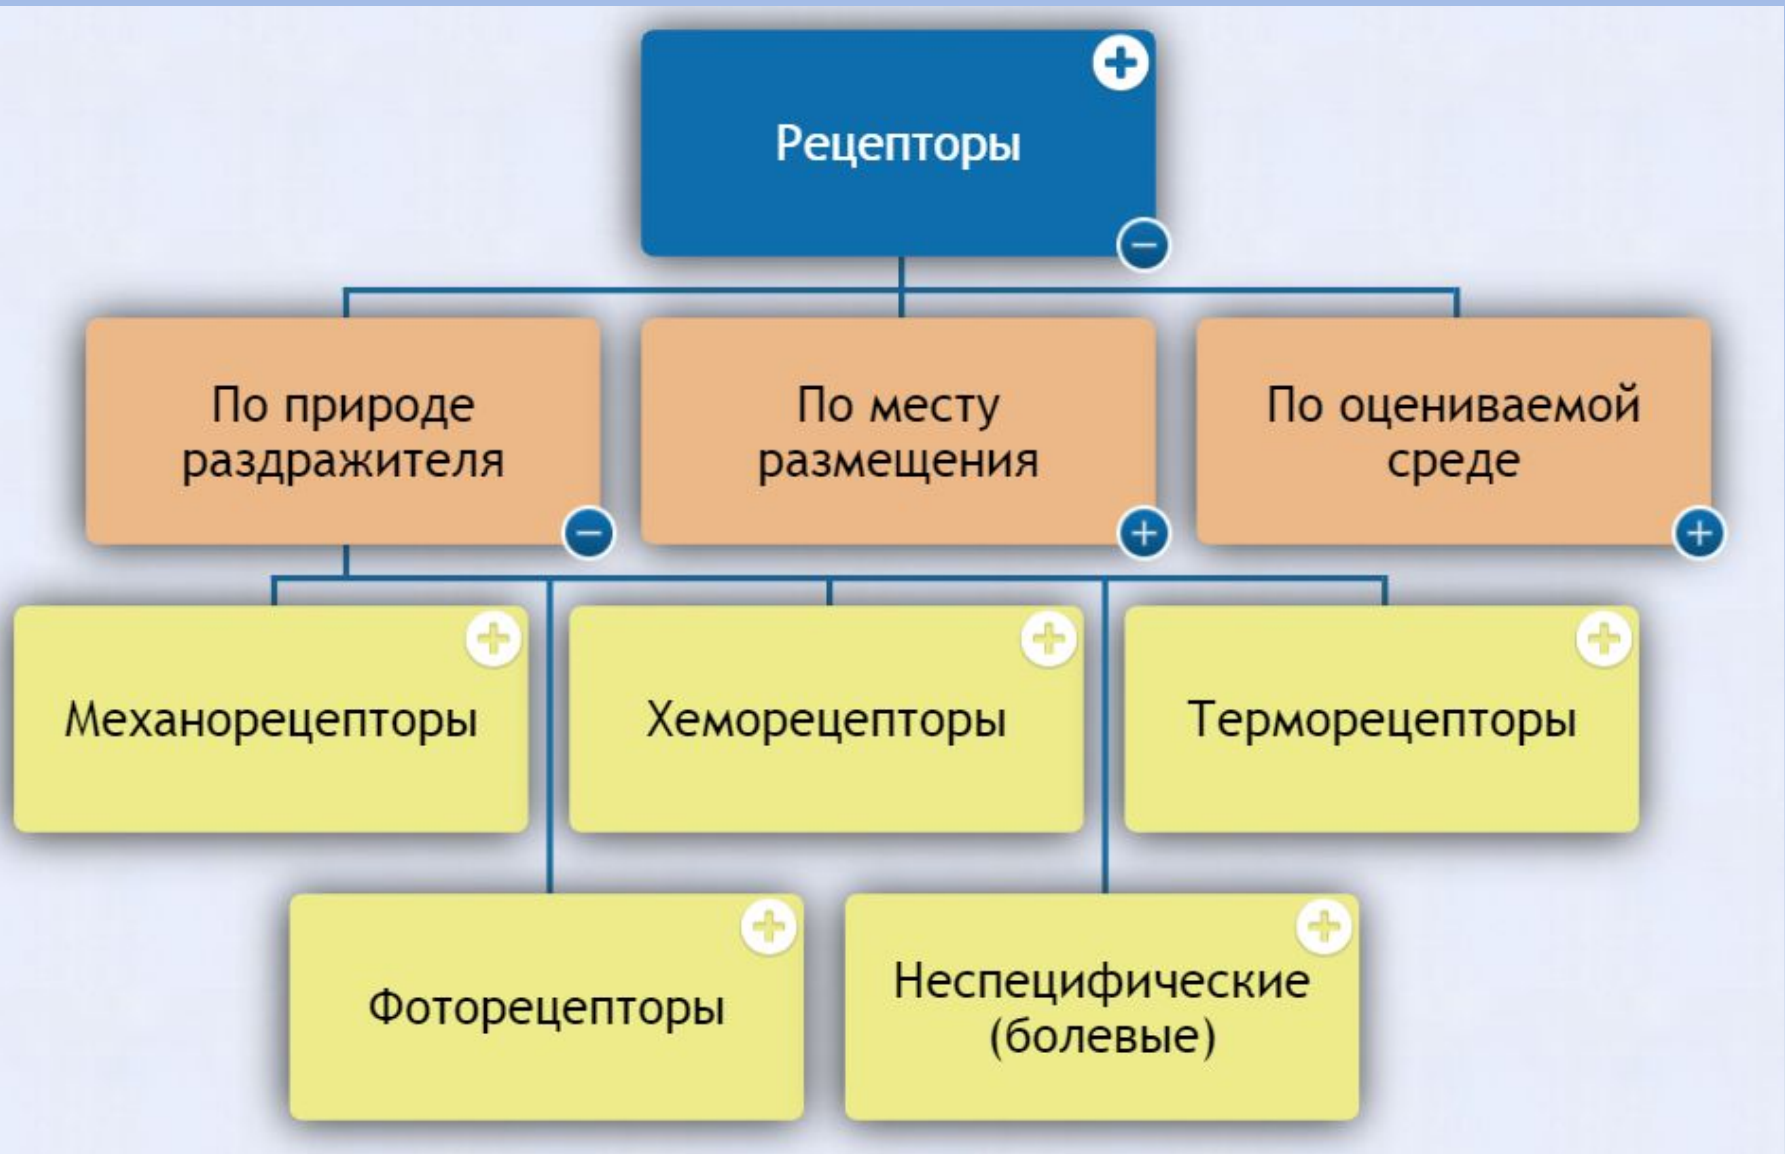 Рецепторы
По природе
раздражителя
По месту
размещения
По оцениваемой
среде
Механорецепторы
Хеморецепторы
Терморецепторы
Фоторецепторы
Неспецифические
(болевые)